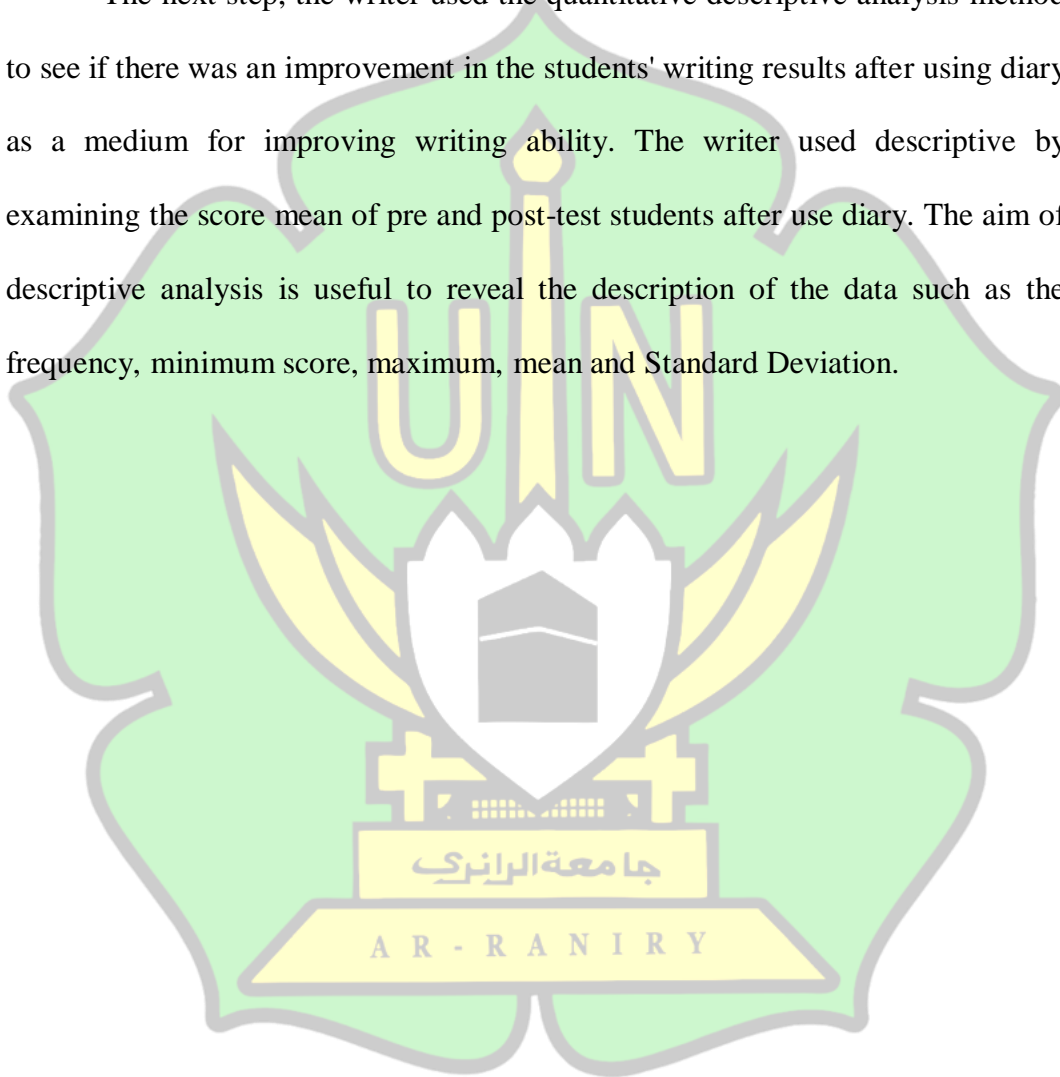 The next step, the writer used the quantitative descriptive analysis method
to see if there was an improvement in the students' writing results after using diary
as a medium for improving writing ability. The writer used descriptive by
examining the score mean of pre and post-test students after use diary. The aim of
descriptive analysis is useful to reveal the description of the data such as the
frequency, minimum score, maximum, mean and Standard Deviation.
UIN
جامعة الرانري
AR-RANIRY